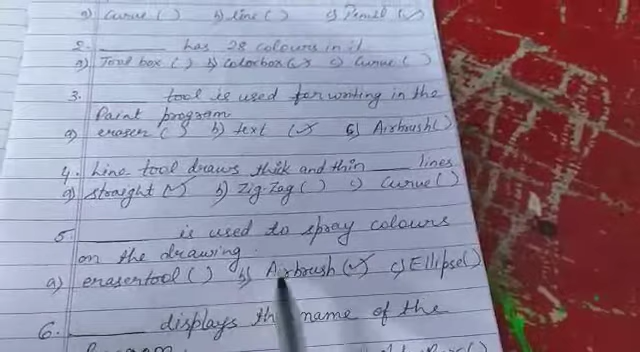 a) Curve ( ) b) line ( ) c) Pencil (✓)
2. ______ has 28 colours in it
a) Tool box ( ) b) Colorbox (✓) c) Curve ( )
3. ______ tool is used for writing in the
Paint program
a) eraser ( ) b) text (✓) c) Airbrush ( )
4. Line tool draws thick and thin ____ lines
a) straight (✓) b) Zig-Zag ( ) c) Curve ( )
5. ______ is used to spray colours
on the drawing.
a) erasertool ( ) b) Airbrush (✓) c) Ellipse ( )
6. ______ displays the name of the
Program